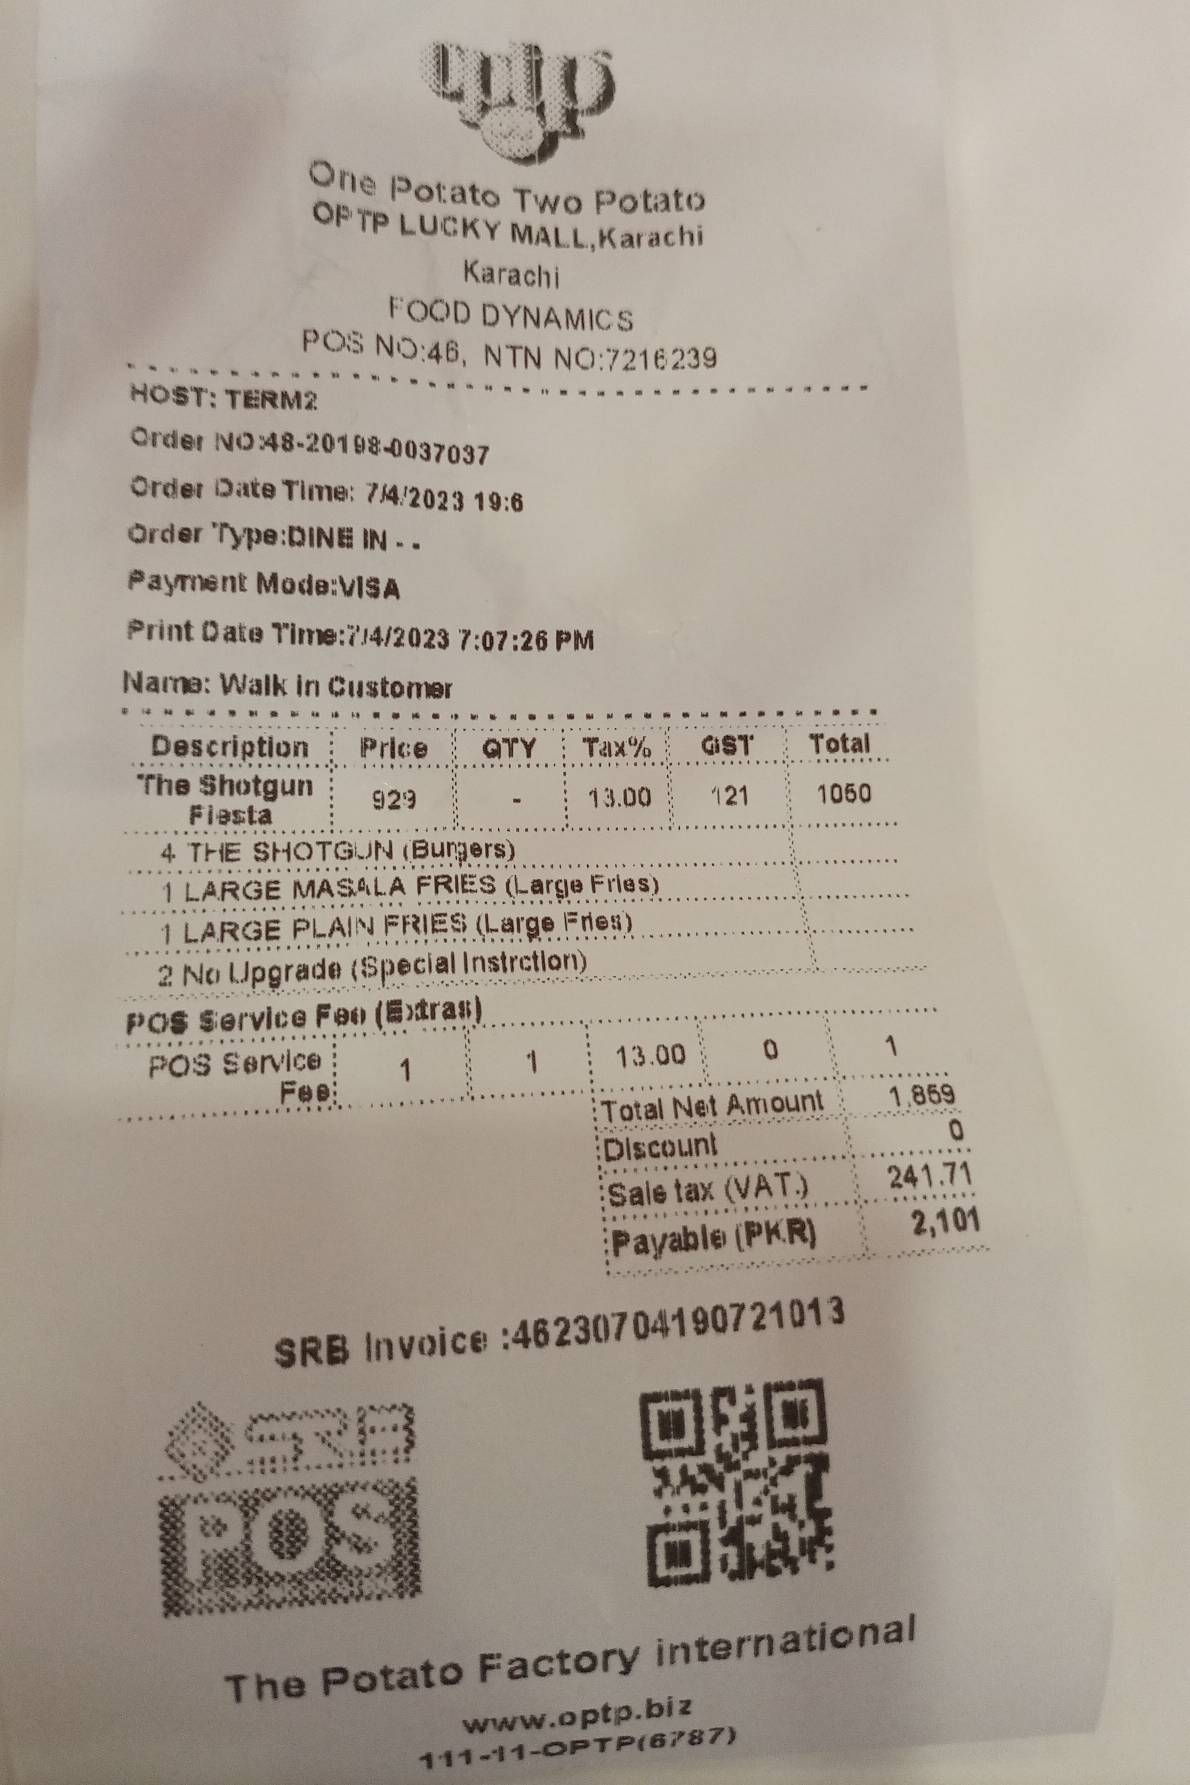 optp
One Potato Two Potato
OPTP LUCKY MALL,Karachi
Karachi
FOOD DYNAMICS
POS NO:46, NTN NO:7216239
HOST: TERM2
Order NO:48-20198-0037037
Order Date Time: 7/4/2023 19:6
Order Type:DINE IN - -
Payment Mode:VISA
Print Date Time:7/4/2023 7:07:26 PM
Name: Walk in Customer
Description Price QTY Tax% GST Total
The Shotgun Fiesta 929 - 13.00 121 1050
4 THE SHOTGUN (Burgers)
1 LARGE MASALA FRIES (Large Fries)
1 LARGE PLAIN FRIES (Large Fries)
2 No Upgrade (Special Instrction)
POS Service Fee (Extras)
POS Service Fee 1 1 13.00 0 1
Total Net Amount 1,859
Discount 0
Sale tax (VAT.) 241.71
Payable (PKR) 2,101
SRB Invoice :46230704190721013
SRB
POS
The Potato Factory international
www.optp.biz
111-11-OPTP(6787)